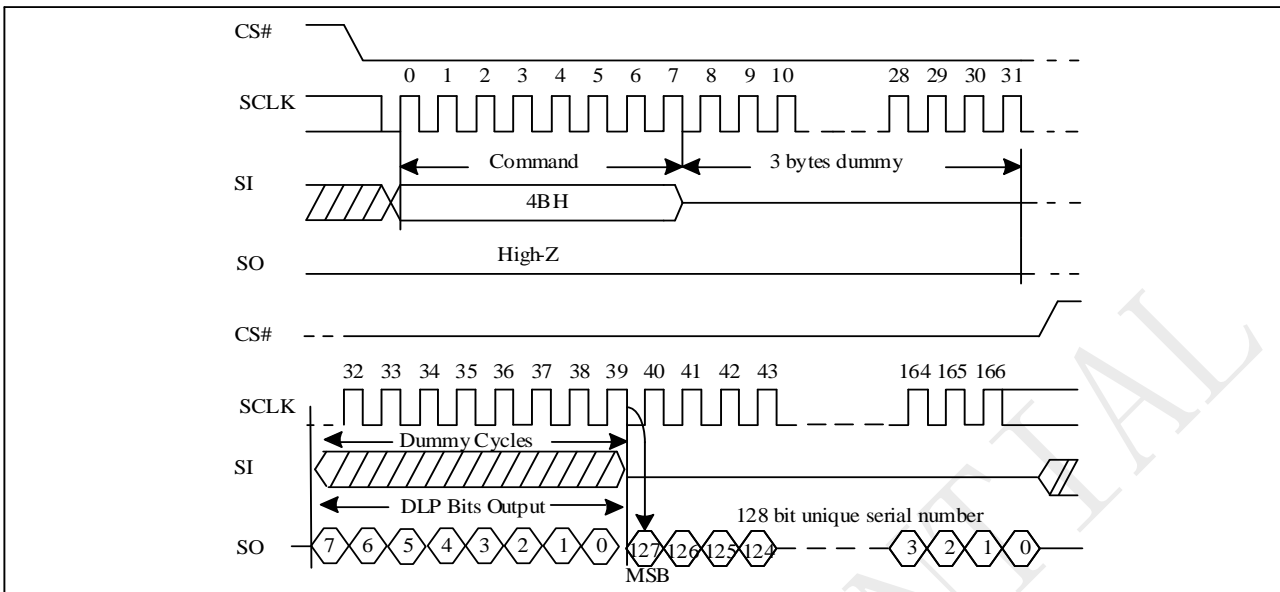 CS#
0 1 2 3 4 5 6 7 8 9 10 28 29 30 31
SCLK
Command 3 bytes dummy
SI
4BH
High-Z
SO
CS#
32 33 34 35 36 37 38 39 40 41 42 43 164 165 166
SCLK
Dummy Cycles
SI
DLP Bits Output 128 bit unique serial number
SO 7 6 5 4 3 2 1 0 127 126 125 124 3 2 1 0
MSB
NTIAL